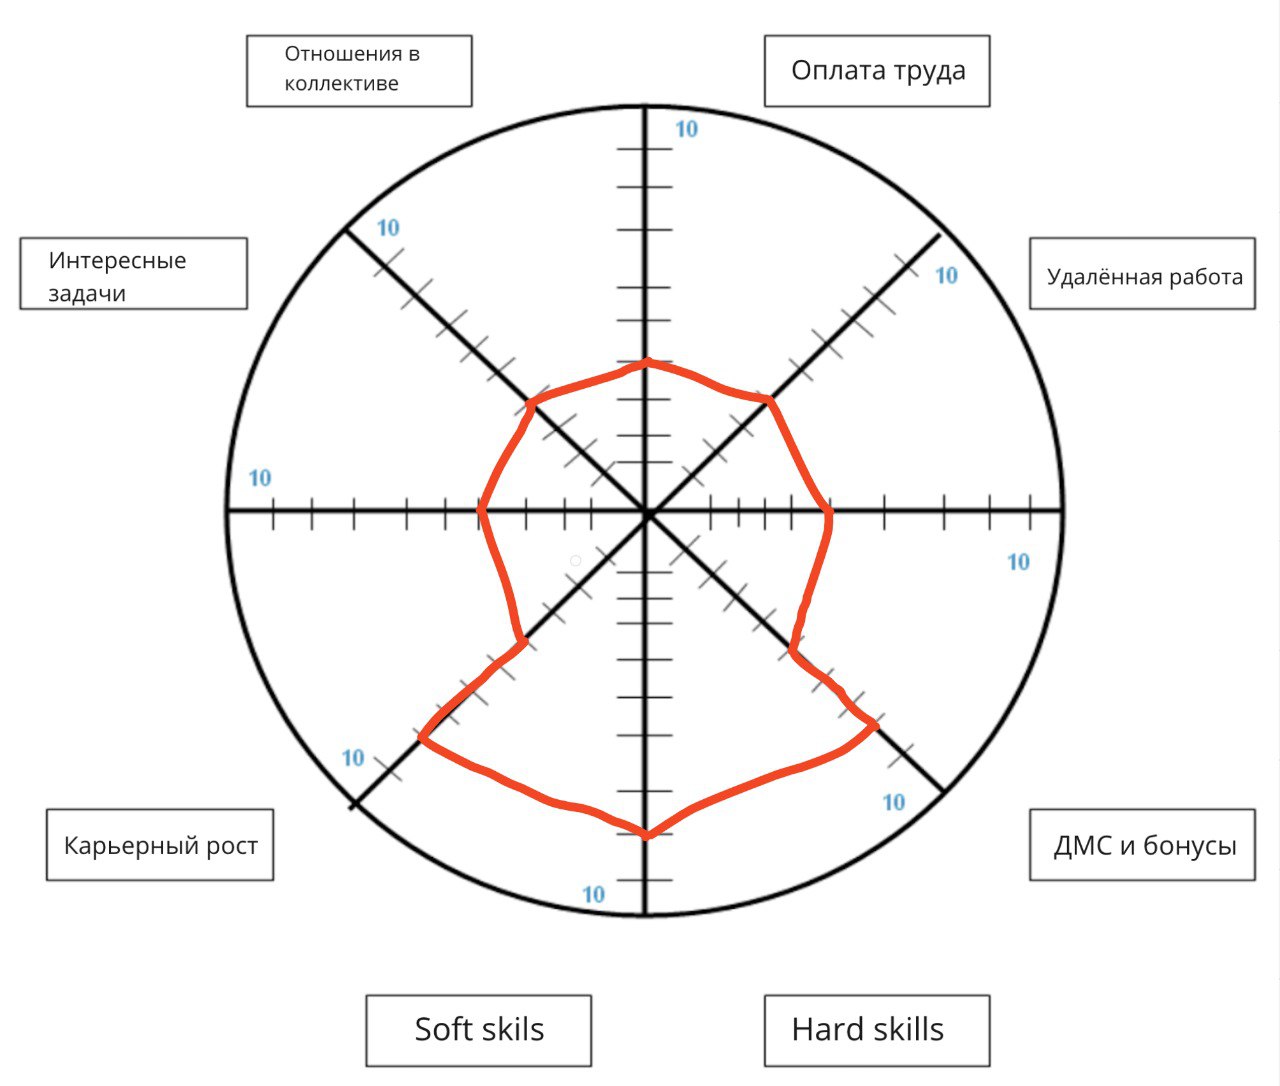 Отношения в
коллективе
Оплата труда
10
10
Интересные
задачи
10
Удалённая работа
10
10
10
10
Карьерный рост
ДМС и бонусы
10
Soft skils
Hard skills